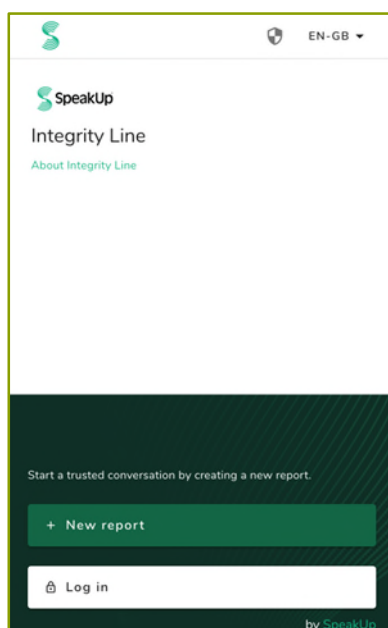 EN-GB
SpeakUp
Integrity Line
About Integrity Line
Start a trusted conversation by creating a new report.
+ New report
Log in
by SpeakUp